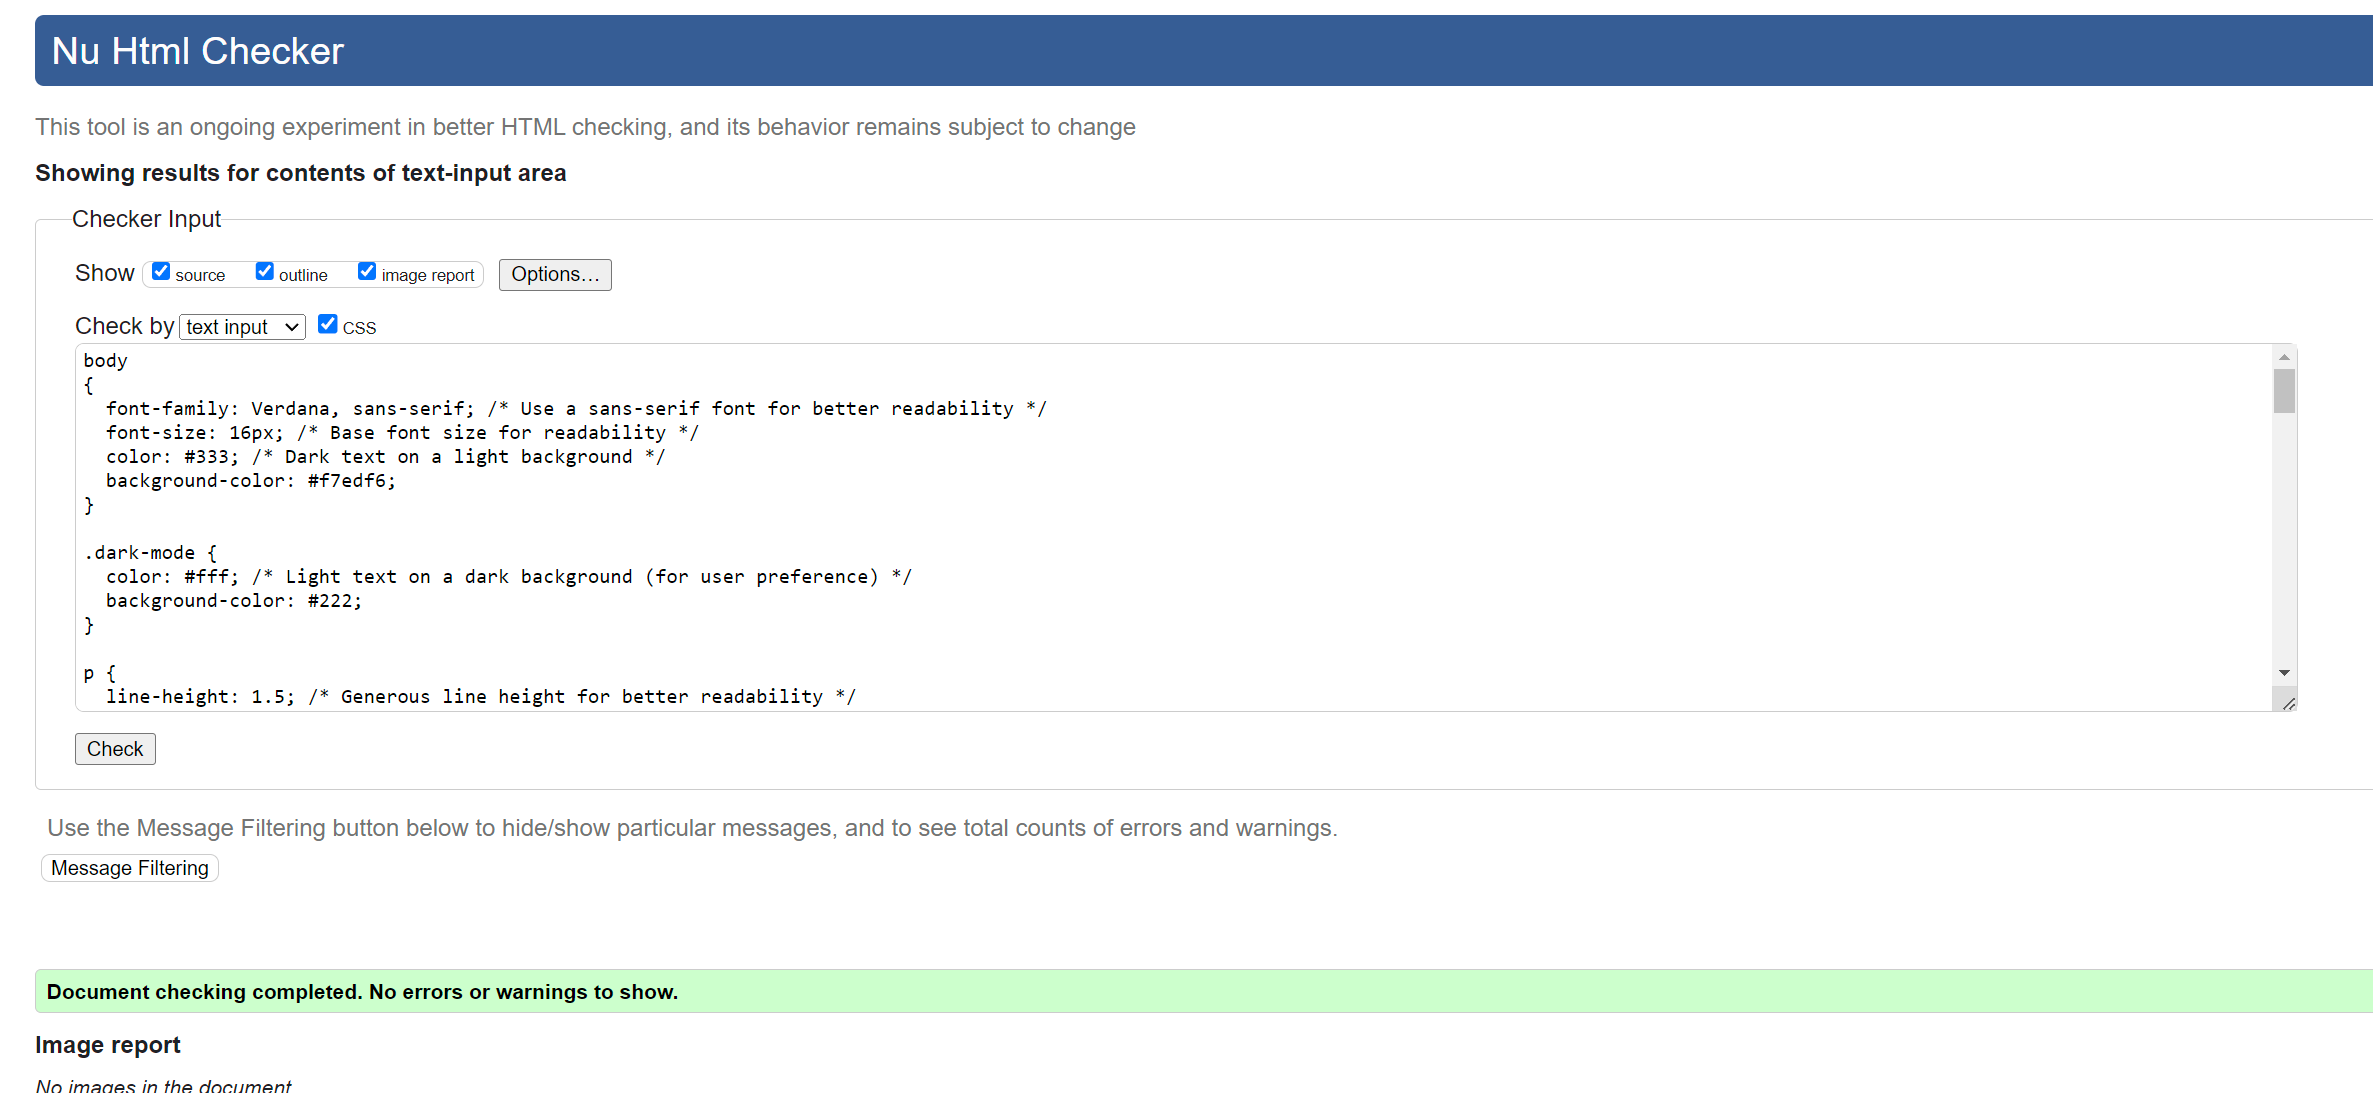 Nu Html Checker
This tool is an ongoing experiment in better HTML checking, and its behavior remains subject to change
Showing results for contents of text-input area
Checker Input
Show source outline image report Options...
Check by text input CSS
body
{
  font-family: Verdana, sans-serif; /* Use a sans-serif font for better readability */
  font-size: 16px; /* Base font size for readability */
  color: #333; /* Dark text on a light background */
  background-color: #f7edf6;
}
.dark-mode {
  color: #fff; /* Light text on a dark background (for user preference) */
  background-color: #222;
}
p {
  line-height: 1.5; /* Generous line height for better readability */
Check
Use the Message Filtering button below to hide/show particular messages, and to see total counts of errors and warnings.
Message Filtering
Document checking completed. No errors or warnings to show.
Image report
No images in the document